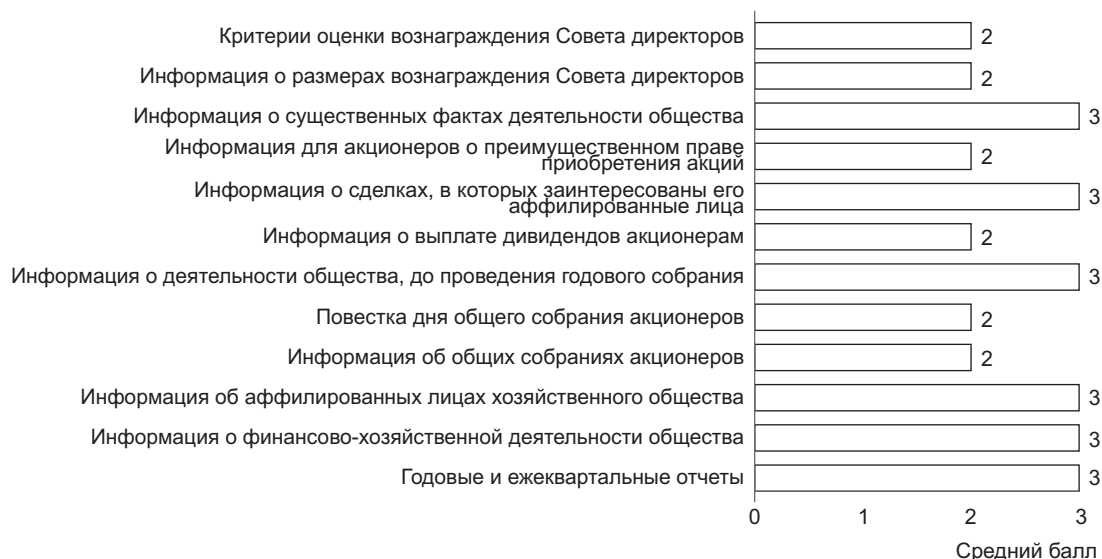 Критерии оценки вознаграждения Совета директоров 2
Информация о размерах вознаграждения Совета директоров 2
Информация о существенных фактах деятельности общества 3
Информация для акционеров о преимущественном праве
приобретения акций 2
Информация о сделках, в которых заинтересованы его
аффилированные лица 3
Информация о выплате дивидендов акционерам 2
Информация о деятельности общества, до проведения годового собрания 3
Повестка дня общего собрания акционеров 2
Информация об общих собраниях акционеров 2
Информация об аффилированных лицах хозяйственного общества 3
Информация о финансово-хозяйственной деятельности общества 3
Годовые и ежеквартальные отчеты 3
0 1 2 3
Средний балл